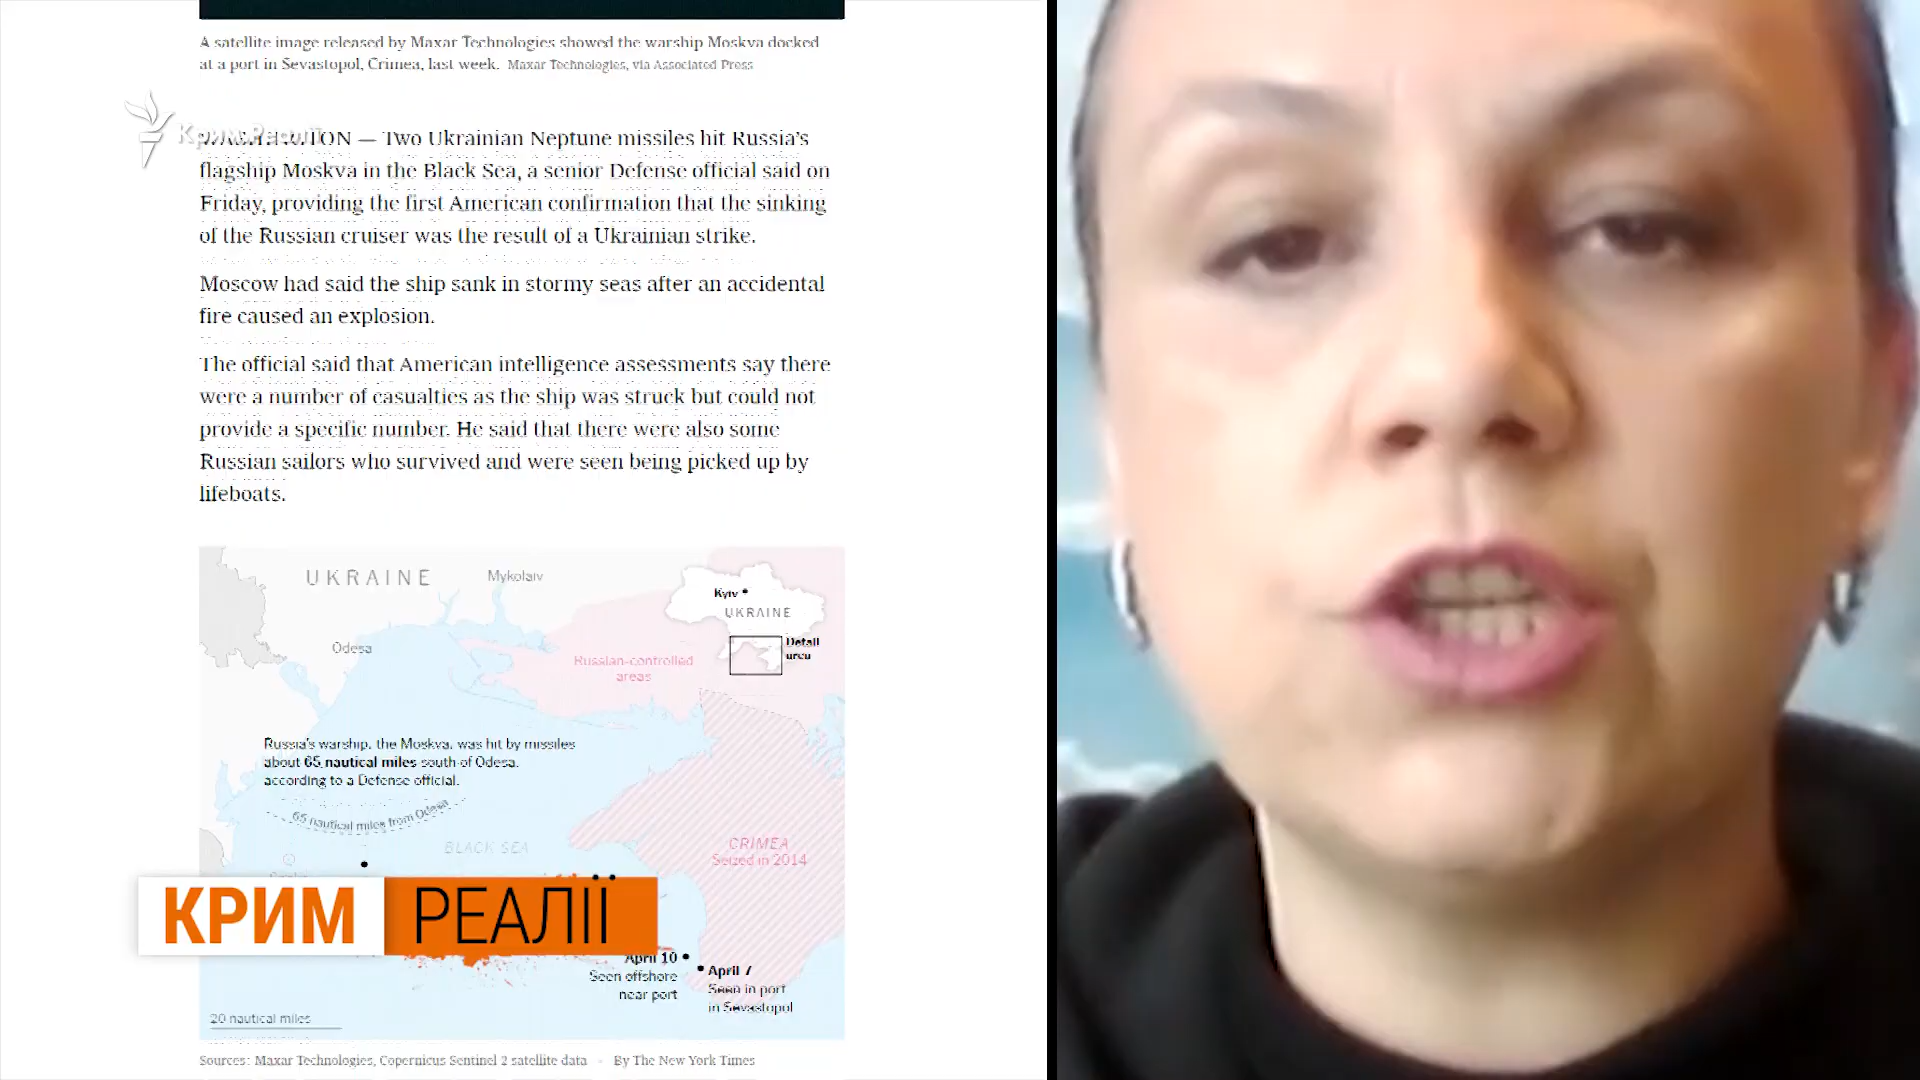 A satellite image released by Maxar Technologies showed the warship Moskva docked
at a port in Sevastopol, Crimea, last week. Maxar Technologies, via Associated Press
Крим.Реалії
WASHINGTON — Two Ukrainian Neptune missiles hit Russia's
flagship Moskva in the Black Sea, a senior Defense official said on
Friday, providing the first American confirmation that the sinking
of the Russian cruiser was the result of a Ukrainian strike.
Moscow had said the ship sank in stormy seas after an accidental
fire caused an explosion.
The official said that American intelligence assessments say there
were a number of casualties as the ship was struck but could not
provide a specific number. He said that there were also some
Russian sailors who survived and were seen being picked up by
lifeboats.
UKRAINE
Mykolaiv
Kyiv
UKRAINE
Odesa
Detail
area
Russian-controlled
areas
Russia's warship, the Moskva, was hit by missiles
about 65 nautical miles south of Odesa,
according to a Defense official.
65 nautical miles from Odesa
BLACK SEA
CRIMEA
Seized in 2014
КРИМ РЕАЛІЇ
April 10
Seen offshore
near port
April 7
Seen in port
in Sevastopol
20 nautical miles
Sources: Maxar Technologies, Copernicus Sentinel 2 satellite data - By The New York Times